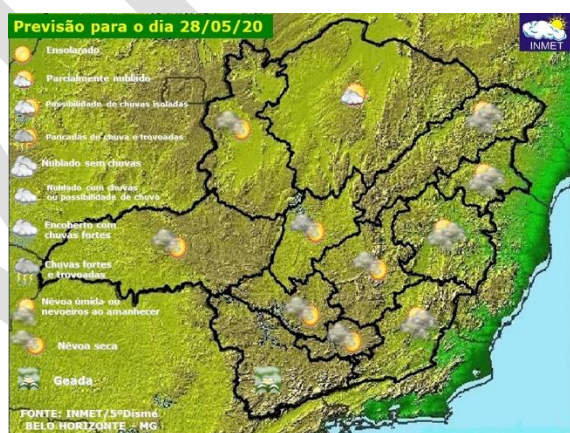 Previsão para o dia 28/05/20
INMET
Ensolarado
Parcialmente nublado
Possibilidade de chuvas isoladas
Pancadas de chuva e trovoadas
Nublado sem chuvas
Nublado com chuvas
ou possibilidade de chuva
Encoberto com
chuvas fortes
Chuvas fortes
e trovoadas
Névoa úmida ou
nevoeiros ao amanhecer
Névoa seca
Geada
FONTE: INMET/5ºDisme
BELO HORIZONTE - MG